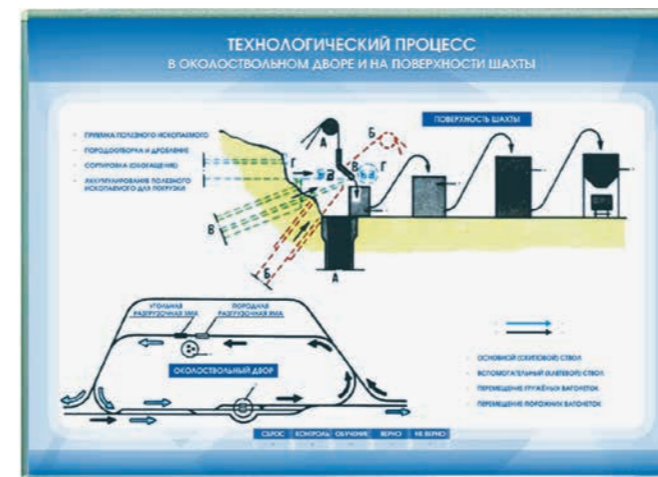 ТЕХНОЛОГИЧЕСКИЙ ПРОЦЕСС
В ОКОЛОСТВОЛЬНОМ ДВОРЕ И НА ПОВЕРХНОСТИ ШАХТЫ
ПОВЕРХНОСТЬ ШАХТЫ
ПРИЕМКА ПОЛЕЗНОГО ИСКОПАЕМОГО
ПОРОДООТБОРКА И ДРОБЛЕНИЕ
СОРТИРОВКА (ОБОГАЩЕНИЕ)
АККУМУЛИРОВАНИЕ ПОЛЕЗНОГО
ИСКОПАЕМОГО ДЛЯ ПОГРУЗКИ
А
Б
Г
В
Г
В
Б
А
УГОЛЬНАЯ
РАЗГРУЗОЧНАЯ ЯМА
ПОРОДНАЯ
РАЗГРУЗОЧНАЯ ЯМА
ОКОЛОСТВОЛЬНЫЙ ДВОР
ОСНОВНОЙ (СКИПОВОЙ) СТВОЛ
ВСПОМОГАТЕЛЬНЫЙ (КЛЕТЕВОЙ) СТВОЛ
ПЕРЕМЕЩЕНИЕ ГРУЖЁНЫХ ВАГОНЕТОК
ПЕРЕМЕЩЕНИЕ ПОРОЖНИХ ВАГОНЕТОК
СБРОС КОНТРОЛЬ ОБУЧЕНИЕ ВЕРНО НЕ ВЕРНО